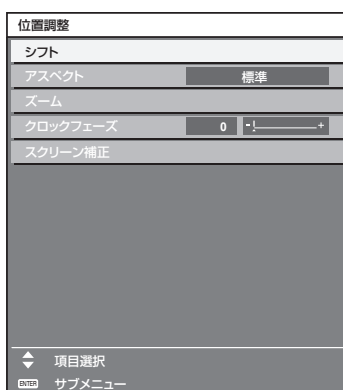 位置調整
シフト
アスペクト 標準
ズーム
クロックフェーズ 0 - +
スクリーン補正
項目選択
ENTER サブメニュー